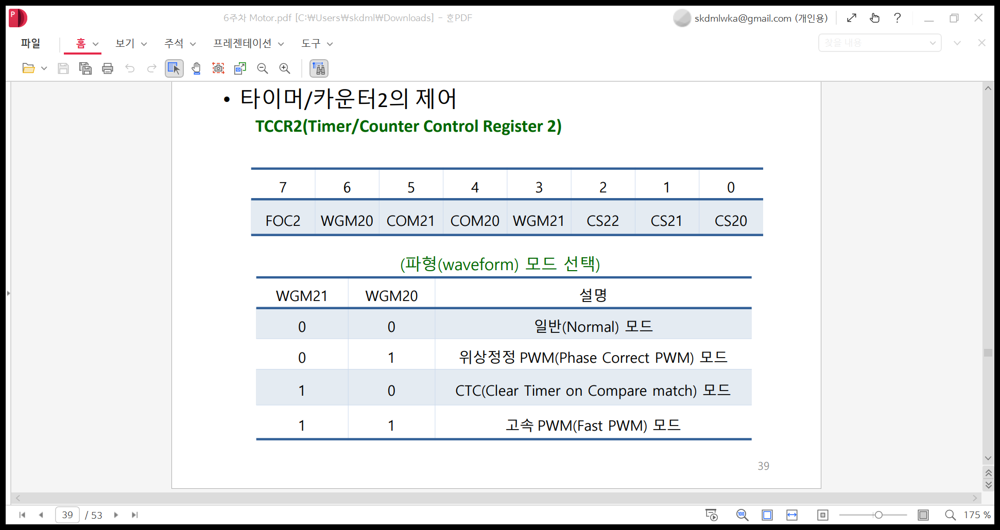 6주차 Motor.pdf [C:₩Users₩skdml₩Downloads] - 한PDF
skdmlwka@gmail.com (개인용)
파일 홈 보기 주석 프레젠테이션 도구
찾을 내용
• 타이머/카운터2의 제어
TCCR2(Timer/Counter Control Register 2)
7 6 5 4 3 2 1 0
FOC2 WGM20 COM21 COM20 WGM21 CS22 CS21 CS20
(파형(waveform) 모드 선택)
WGM21 WGM20 설명
0 0 일반(Normal) 모드
0 1 위상정정 PWM(Phase Correct PWM) 모드
1 0 CTC(Clear Timer on Compare match) 모드
1 1 고속 PWM(Fast PWM) 모드
39
39 / 53
100
175 %